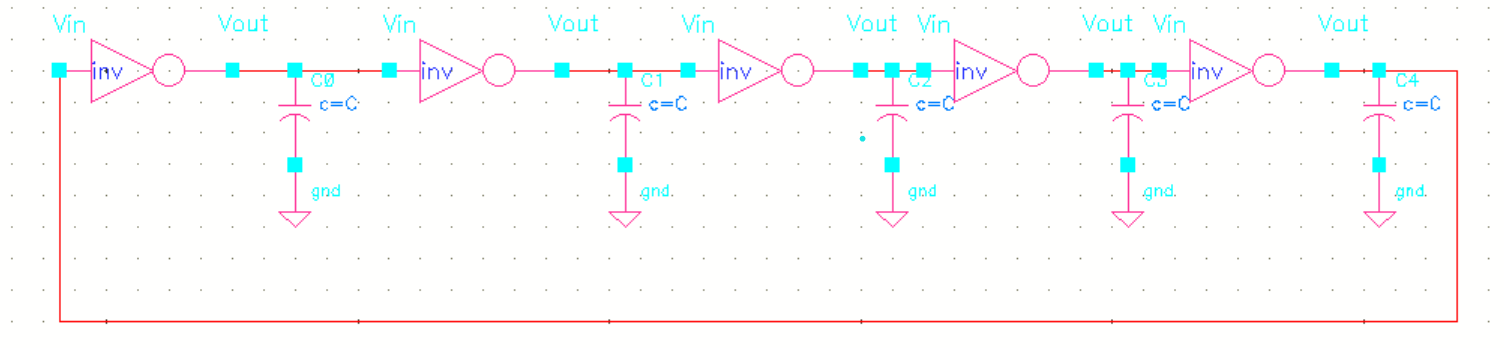 Vin Vout Vin Vout Vin Vout Vin Vout Vin Vout
inv inv inv inv inv
C0 C1 C2 C3 C4
c=C c=C c=C c=C c=C
gnd gnd gnd gnd gnd